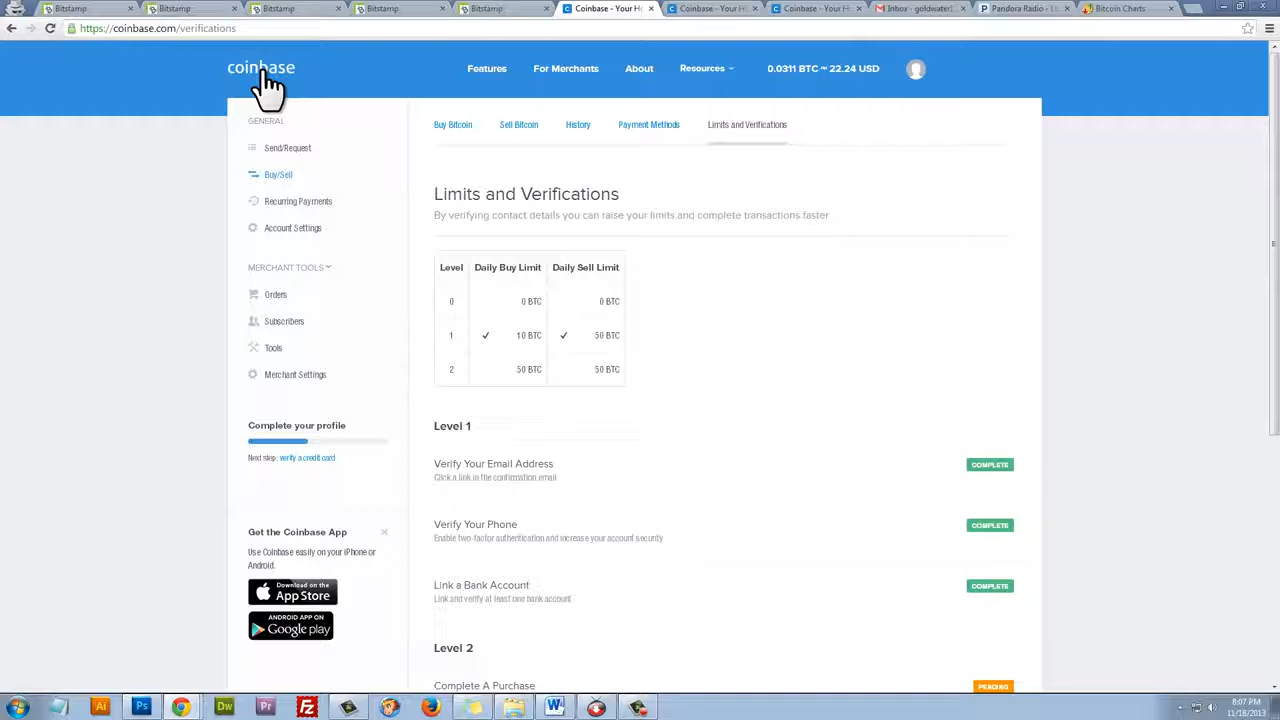 Bitstamp
Bitstamp
Bitstamp
Bitstamp
Coinbase - Your H
Coinbase - Your H
Coinbase - Your H
Gmail - goldwater
Pandora Radio - L
Bitcoin Charts
https://coinbase.com/verifications
coinbase
Features
For Merchants
About
Resources
0.0311 BTC ~ 22.24 USD
GENERAL
Send/Request
Buy/Sell
Recurring Payments
Account Settings
MERCHANT TOOLS
Orders
Subscribers
Tools
Merchant Settings
Complete your profile
Next step: verify a credit card
Get the Coinbase App
Use Coinbase easily on your iPhone or
Android.
Download on the
App Store
ANDROID APP ON
Google play
Buy Bitcoin
Sell Bitcoin
History
Payment Methods
Limits and Verifications
Limits and Verifications
By verifying contact details you can raise your limits and complete transactions faster
Level Daily Buy Limit Daily Sell Limit
0 0 BTC 0 BTC
1 ✓ 10 BTC ✓ 50 BTC
2 50 BTC 50 BTC
Level 1
Verify Your Email Address
COMPLETE
Click a link in the confirmation email
Verify Your Phone
COMPLETE
Enable two-factor authentication and increase your account security
Link a Bank Account
COMPLETE
Link and verify at least one bank account
Level 2
Complete A Purchase
PENDING
Ai
Ps
Dw
Pr
Fz
W
8:07 PM
11/18/2013